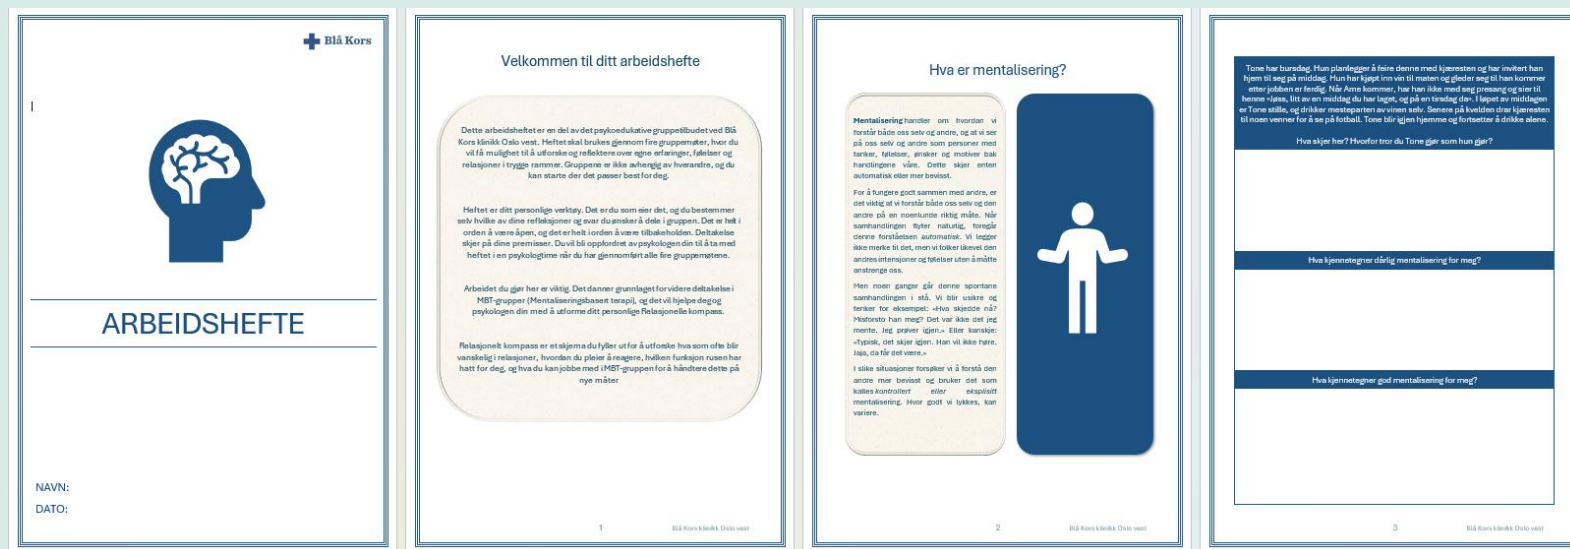 Blå Kors
ARBEIDSHEFTE
NAVN:
DATO:
Velkommen til ditt arbeidshefte
Dette arbeidsheftet er en del av det psykoedukative gruppetilbudet ved Blå
Kors klinikk Oslo vest. Heftet skal brukes gjennom fire gruppemøter, hvor du
vil få mulighet til å utforske og reflektere over egne erfaringer, følelser og
relasjoner i trygge rammer. Gruppene er ikke avhengig av hverandre, og du
kan starte der det passer best for deg.
Heftet er ditt personlige verktøy. Det er du som eier det, og du bestemmer
selv hvilke av dine refleksjoner og svar du ønsker å dele i gruppen. Det er helt i
orden å være åpen, og det er helt i orden å være tilbakeholden. Deltakelse
skjer på dine premisser. Du vil bli oppfordret av psykologen din til å ta med
heftet i en psykologtime når du har gjennomført alle fire gruppemøtene.
Arbeidet du gjør her er viktig. Det danner grunnlaget for videre deltakelse i
MBT-grupper (Mentaliseringsbasert terapi), og det vil hjelpe deg og
psykologen din med å utforme ditt personlige Relasjonelle kompass.
Relasjonelt kompass er et skjema du fyller ut for å utforske hva som ofte blir
vanskelig i relasjoner, hvordan du pleier å reagere, hvilken funksjon rusen har
hatt for deg, og hva du kan jobbe med i MBT-gruppen for å håndtere dette på
nye måter
1
Blå Kors klinikk Oslo vest
Hva er mentalisering?
Mentalisering handler om hvordan vi
forstår både oss selv og andre, og at vi ser
på oss selv og andre som personer med
tanker, følelser, ønsker og motiver bak
handlingene våre. Dette skjer enten
automatisk eller mer bevisst.
For å fungere godt sammen med andre, er
det viktig at vi forstår både oss selv og den
andre på en noenlunde riktig måte. Når
samhandlingen flyter naturlig, foregår
denne forståelsen automatisk. Vi legger
ikke merke til det, men vi tolker likevel den
andres intensjoner og følelser uten å måtte
anstrenge oss.
Men noen ganger går denne spontane
samhandlingen i stå. Vi blir usikre og
tenker for eksempel: «Hva skjedde nå?
Misforsto han meg? Det var ikke det jeg
mente. Jeg prøver igjen.» Eller kanskje:
«Typisk, det skjer igjen. Han vil ikke høre.
Jaja, da får det være.»
I slike situasjoner forsøker vi å forstå den
andre mer bevisst og bruker det som
kalles kontrollert eller eksplisitt
mentalisering. Hvor godt vi lykkes, kan
variere.
2
Blå Kors klinikk Oslo vest
Tone har bursdag. Hun planlegger å feire denne med kjæresten og har invitert han
hjem til seg på middag. Hun har kjøpt inn vin til maten og gleder seg til han kommer
etter jobben er ferdig. Når Arne kommer, har han ikke med seg presang og sier til
henne «Jøss, litt av en middag du har laget, og på en tirsdag da». I løpet av middagen
er Tone stille, og drikker mesteparten av vinen selv. Senere på kvelden drar kjæresten
til noen venner for å se på fotball. Tone blir igjen hjemme og fortsetter å drikke alene.
Hva skjer her? Hvorfor tror du Tone gjør som hun gjør?
Hva kjennetegner dårlig mentalisering for meg?
Hva kjennetegner god mentalisering for meg?
3
Blå Kors klinikk Oslo vest